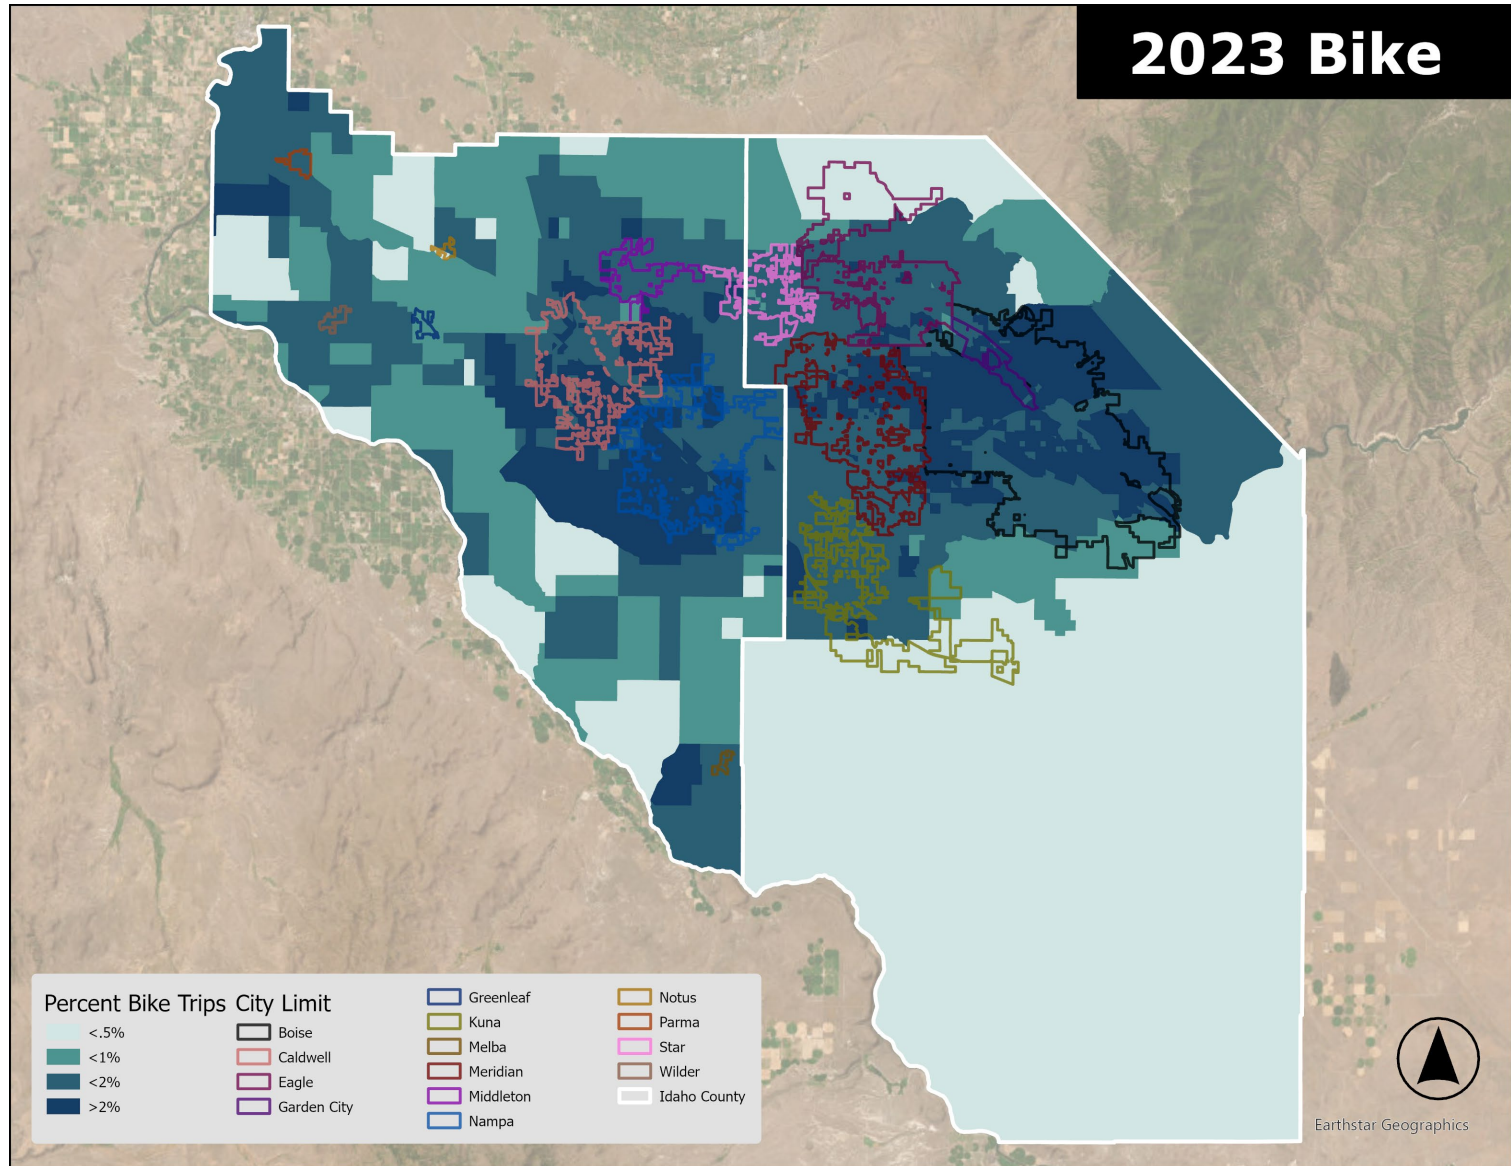 2023 Bike
Percent Bike Trips
<.5%
<1%
<2%
>2%
City Limit
Boise
Caldwell
Eagle
Garden City
Greenleaf
Kuna
Melba
Meridian
Middleton
Nampa
Notus
Parma
Star
Wilder
Idaho County
Earthstar Geographics